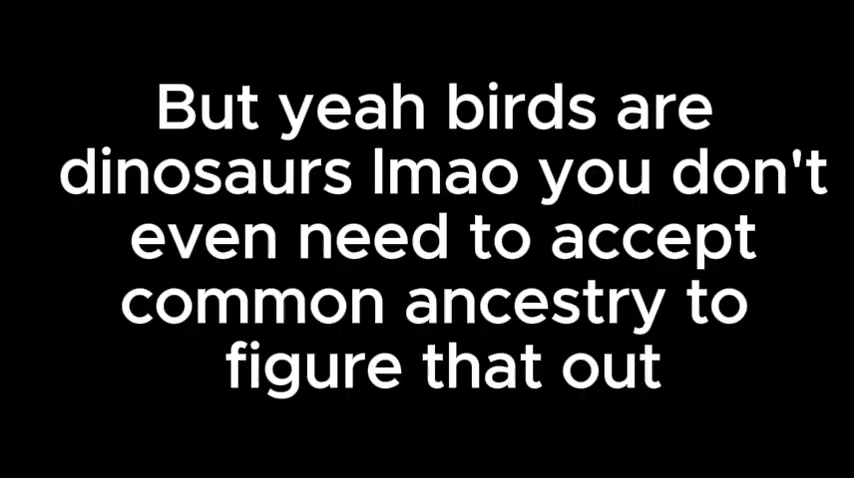 But yeah birds are
dinosaurs lmao you don't
even need to accept
common ancestry to
figure that out